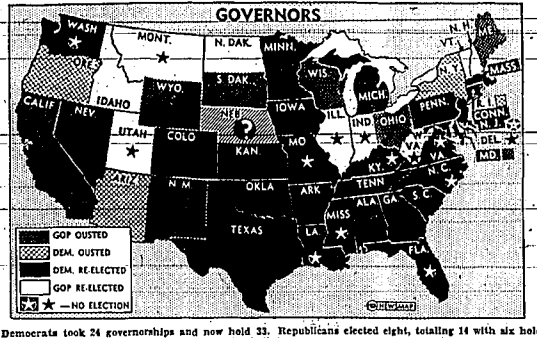 GOVERNORS
WASH
MONT.
N. DAK.
MINN.
N.H.
VT.
ME.
ORE.
IDAHO
WYO.
S DAK.
WIS.
MICH.
N.Y.
MASS
CALIF
NEV.
UTAH
COLO
NEB
?
IOWA
ILL.
IND
OHIO
PENN.
R.I.
CONN.
N.J.
DEL
MD.
KAN.
MO
KY.
W VA
VA.
ARIZ
N M
OKLA
ARK
TENN
N.C.
S.C.
TEXAS
LA.
MISS
ALA
GA.
FLA.
GOP OUSTED
DEM. OUSTED
DEM. RE-ELECTED
GOP RE-ELECTED
—NO ELECTION
NEWSMAP
Democrats took 24 governorships and now hold 33. Republicans elected eight, totaling 14 with six hol